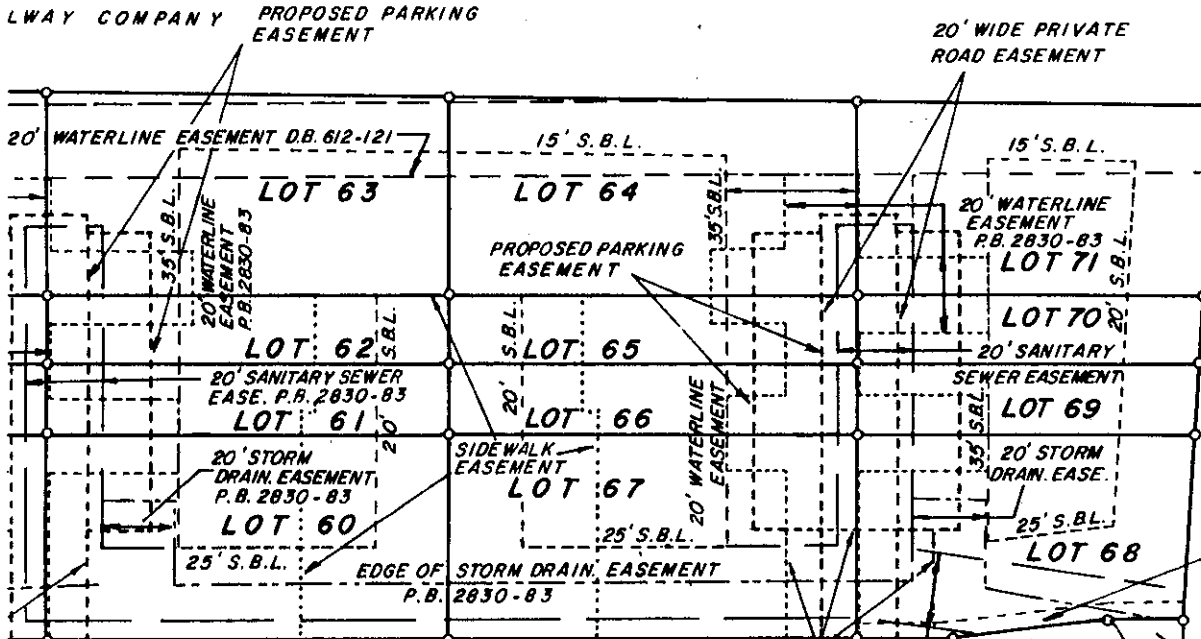 LWAY COMPANY
PROPOSED PARKING
EASEMENT
20' WIDE PRIVATE
ROAD EASEMENT
20' WATERLINE EASEMENT D.B. 612-121
15' S.B.L.
15' S.B.L.
LOT 63
LOT 64
35' S.B.L.
20' WATERLINE
EASEMENT
P.B. 2830-83
35' S.B.L.
20' WATERLINE
EASEMENT
P.B. 2830-83
LOT 71
PROPOSED PARKING
EASEMENT
20' S.B.L.
LOT 62
20' S.B.L.
20' S.B.L.
LOT 65
LOT 70
20' SANITARY
SEWER EASEMENT
20' SANITARY SEWER
EASE. P.B. 2830-83
LOT 61
LOT 66
20' WATERLINE
EASEMENT
LOT 69
35' S.B.L.
SIDEWALK
EASEMENT
20' STORM
DRAIN. EASEMENT
P.B. 2830-83
LOT 60
LOT 67
20' STORM
DRAIN. EASE.
25' S.B.L.
25' S.B.L.
25' S.B.L.
LOT 68
EDGE OF STORM DRAIN. EASEMENT
P.B. 2830-83